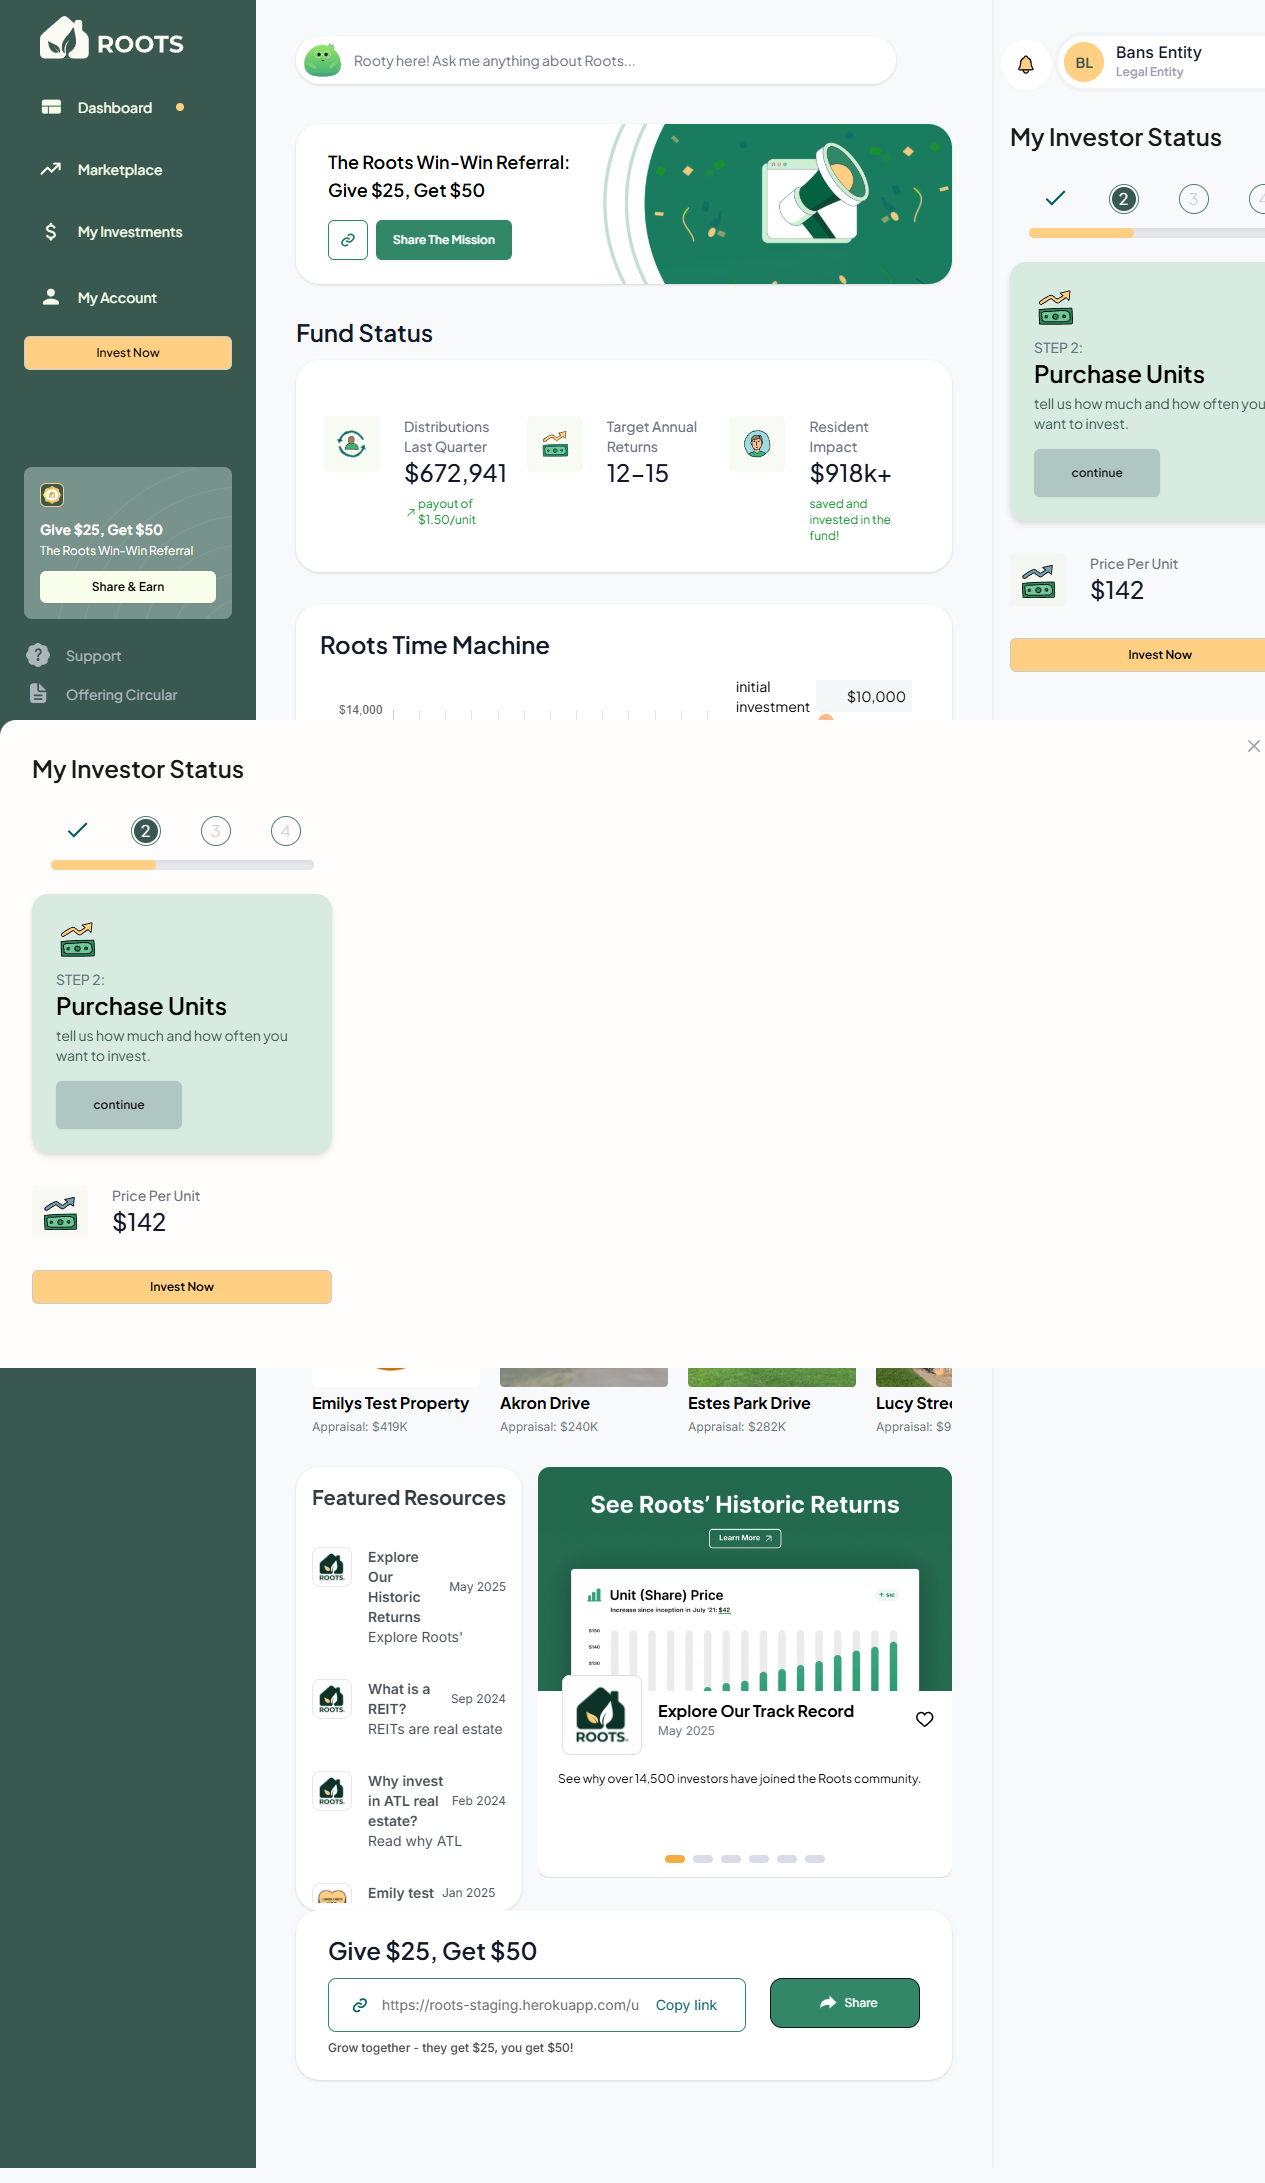 ROOTS
Dashboard
Marketplace
My Investments
My Account
Invest Now
Give $25, Get $50
The Roots Win-Win Referral
Share & Earn
Support
Offering Circular
Rooty here! Ask me anything about Roots...
The Roots Win-Win Referral:
Give $25, Get $50
Share The Mission
Fund Status
Distributions
Last Quarter
$672,941
payout of
$1.50/unit
Target Annual
Returns
12-15
Resident
Impact
$918k+
saved and
invested in the
fund!
Roots Time Machine
$14,000
initial
investment
$10,000
BL
Bans Entity
Legal Entity
My Investor Status
2
3
4
STEP 2:
Purchase Units
tell us how much and how often you
want to invest.
continue
Price Per Unit
$142
Invest Now
My Investor Status
2
3
4
STEP 2:
Purchase Units
tell us how much and how often you
want to invest.
continue
Price Per Unit
$142
Invest Now
Emilys Test Property
Appraisal: $419K
Akron Drive
Appraisal: $240K
Estes Park Drive
Appraisal: $282K
Lucy Stree
Appraisal: $9
Featured Resources
ROOTS
Explore
Our
Historic
Returns
Explore Roots'
May 2025
ROOTS
What is a
REIT?
REITs are real estate
Sep 2024
ROOTS
Why invest
in ATL real
estate?
Read why ATL
Feb 2024
Emily test
Jan 2025
See Roots' Historic Returns
Learn More
Unit (Share) Price
Increase since inception in July '21: $42
$42
$150
$140
$130
ROOTS
Explore Our Track Record
May 2025
See why over 14,500 investors have joined the Roots community.
Give $25, Get $50
https://roots-staging.herokuapp.com/u
Copy link
Share
Grow together - they get $25, you get $50!